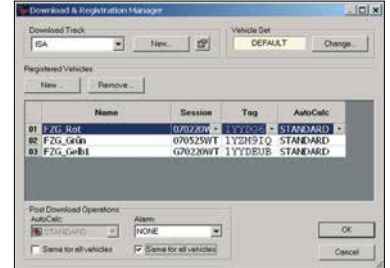 Download & Registration Manager
Download Track
ISA
New...
Vehicle Set
DEFAULT
Change...
Registered Vehicles
New ...
Remove...
Name Session Tag AutoCalc
01 FZG_Rot 070220W STANDARD
02 FZG_Grün 070525WT 1YZM9IQ STANDARD
03 FZG_Gelb1 G70220WT 1YYDEUB STANDARD
Post Download Operations
AutoCalc:
STANDARD
Alarm:
NONE
Same for all vehicles
Same for all vehicles
OK
Cancel